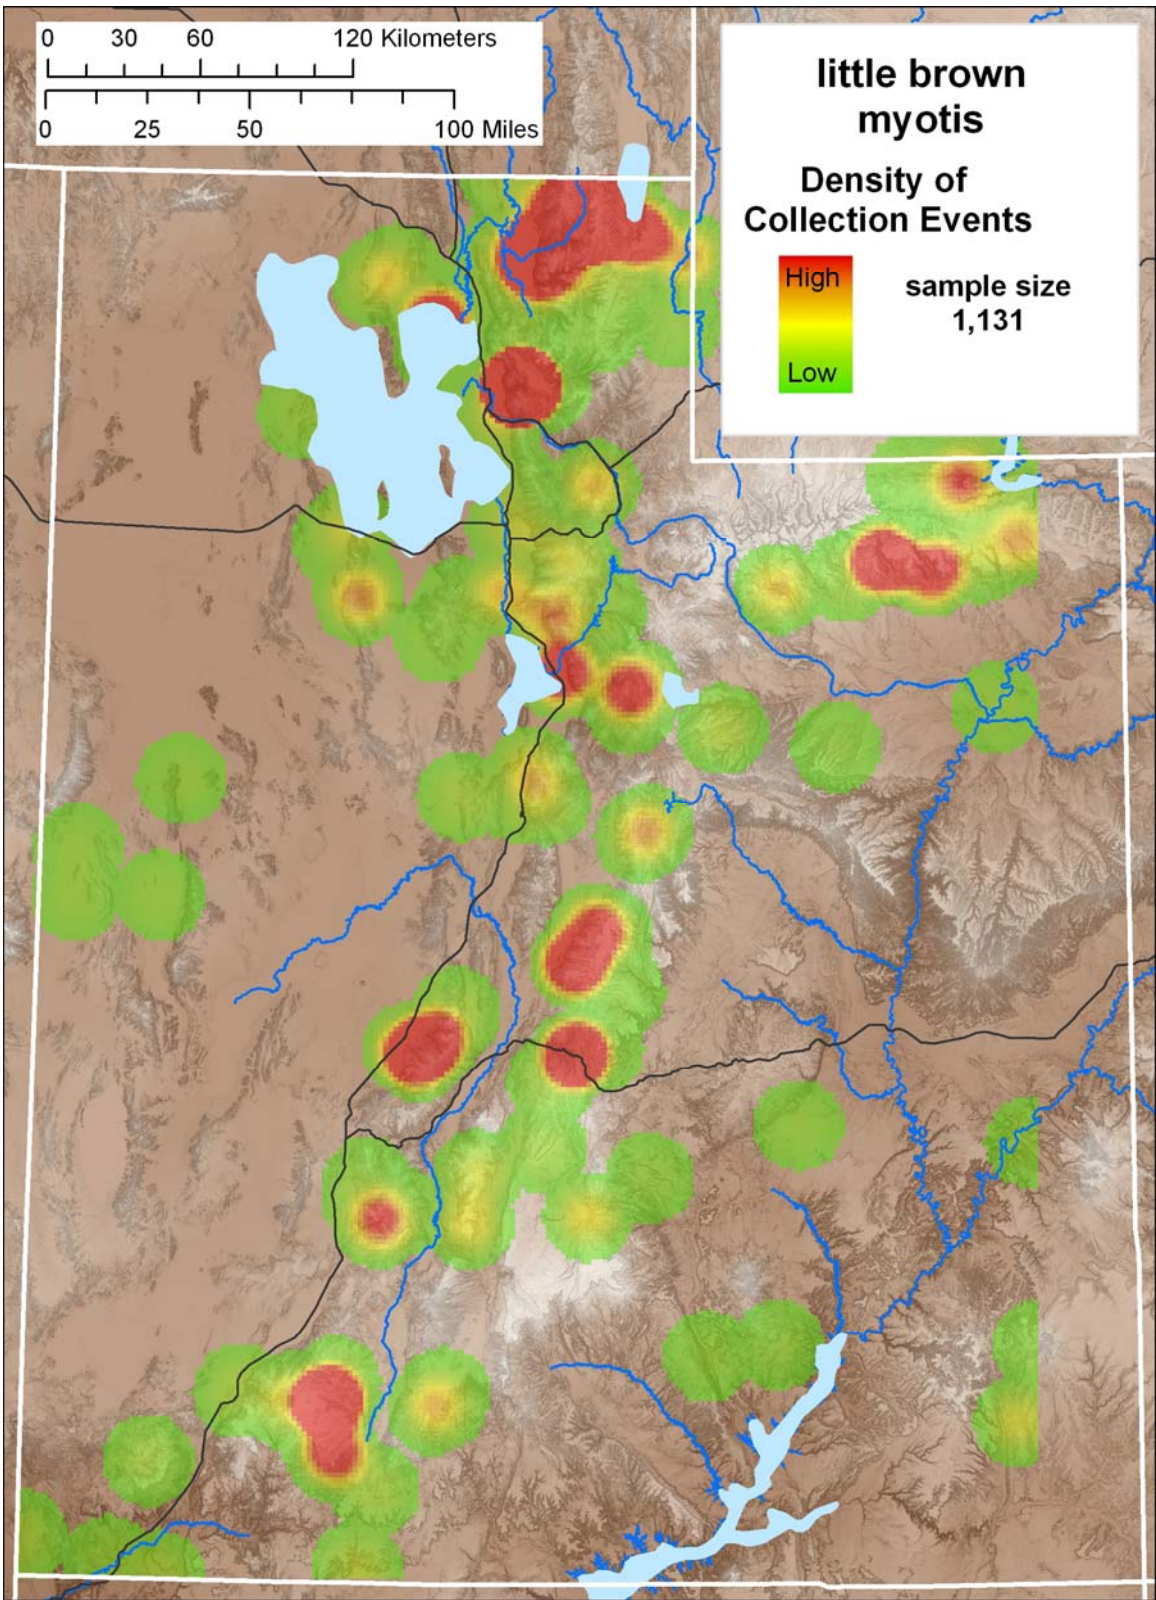 0 30 60 120 Kilometers
0 25 50 100 Miles
little brown
myotis
Density of
Collection Events
High
Low
sample size
1,131